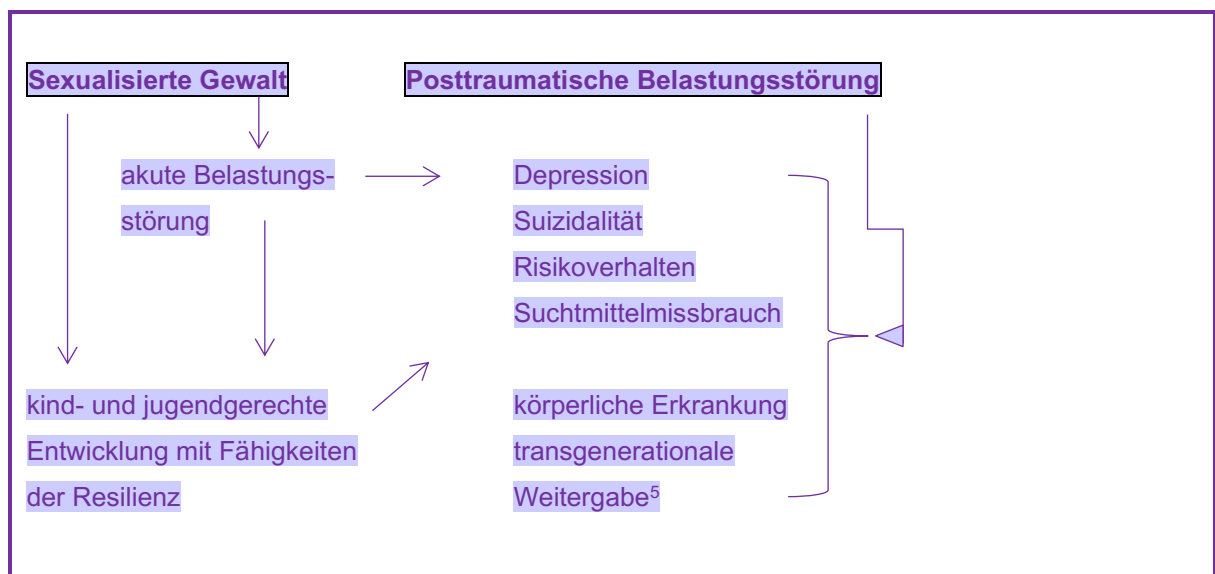 Sexualisierte Gewalt
Posttraumatische Belastungsstörung
akute Belastungs-
störung
Depression
Suizidalität
Risikoverhalten
Suchtmittelmissbrauch
kind- und jugendgerechte
Entwicklung mit Fähigkeiten
der Resilienz
körperliche Erkrankung
transgenerationale
Weitergabe⁵